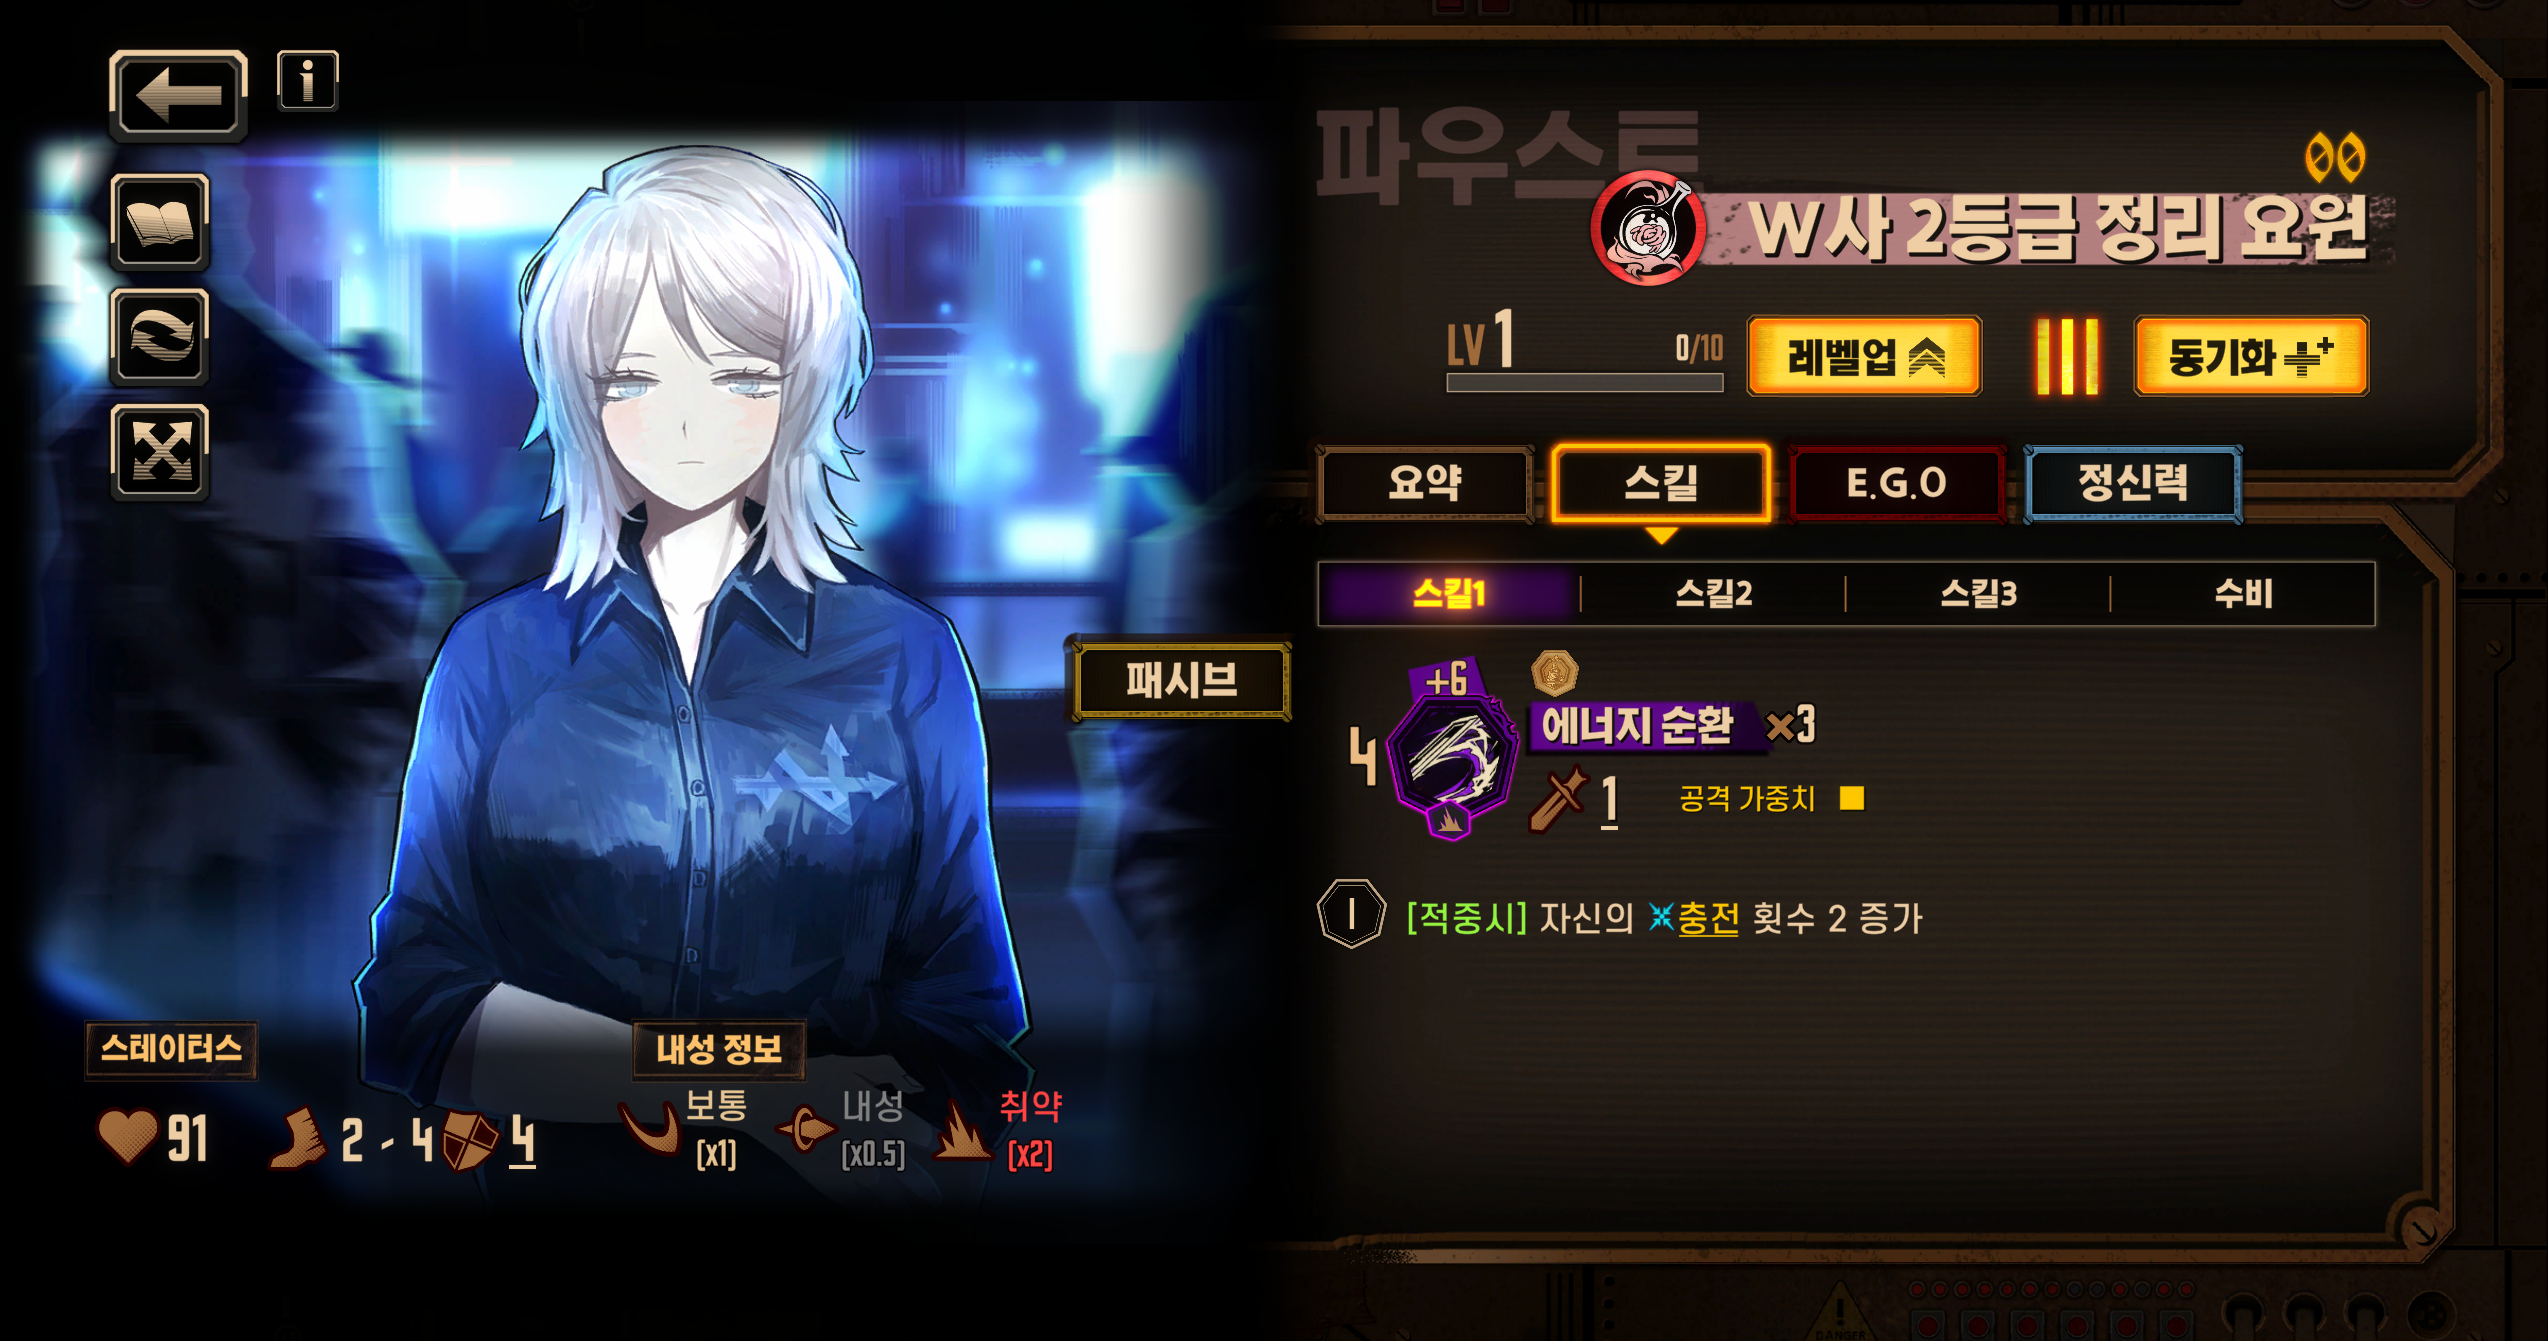 파우스트
W사 2등급 정리 요원
LV 1
0/10
레벨업
동기화
요약
스킬
E.G.O
정신력
스킬1
스킬2
스킬3
수비
패시브
+6
4
에너지 순환 ×3
1
공격 가중치
I
[적중시] 자신의 충전 횟수 2 증가
스테이터스
91
2 - 4
4
내성 정보
보통
[x1]
내성
[x0.5]
취약
[x2]
DANGER